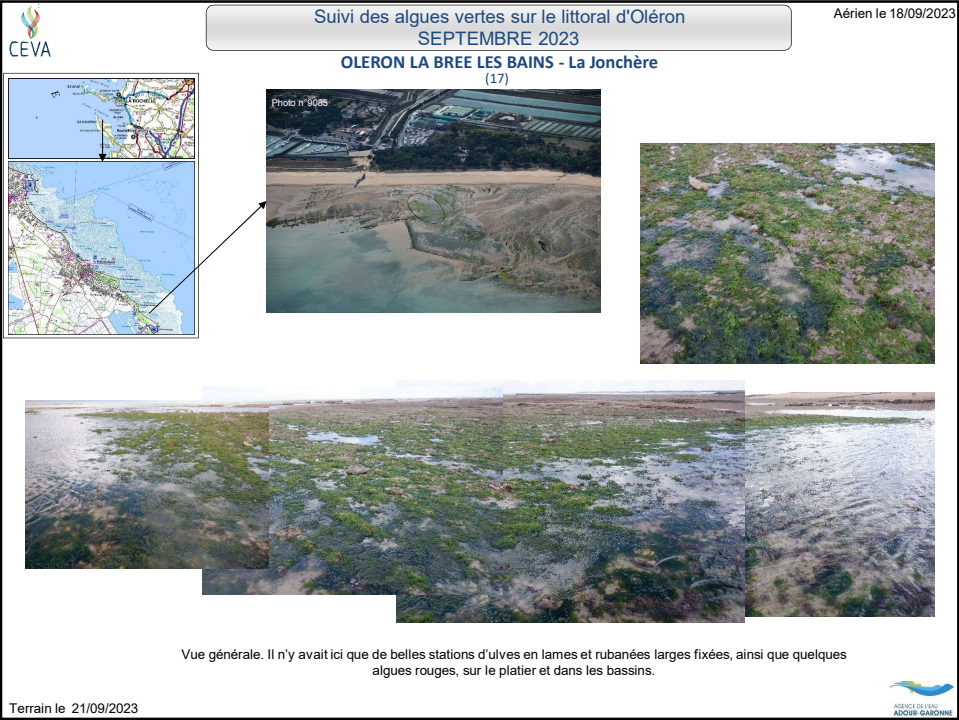 CEVA
Suivi des algues vertes sur le littoral d'Oléron
SEPTEMBRE 2023
Aérien le 18/09/2023
OLERON LA BREE LES BAINS - La Jonchère
(17)
LA ROCHELLE
Photo n°9085
Vue générale. Il n’y avait ici que de belles stations d’ulves en lames et rubanées larges fixées, ainsi que quelques
algues rouges, sur le platier et dans les bassins.
Terrain le 21/09/2023
AGENCE DE L'EAU
ADOUR-GARONNE